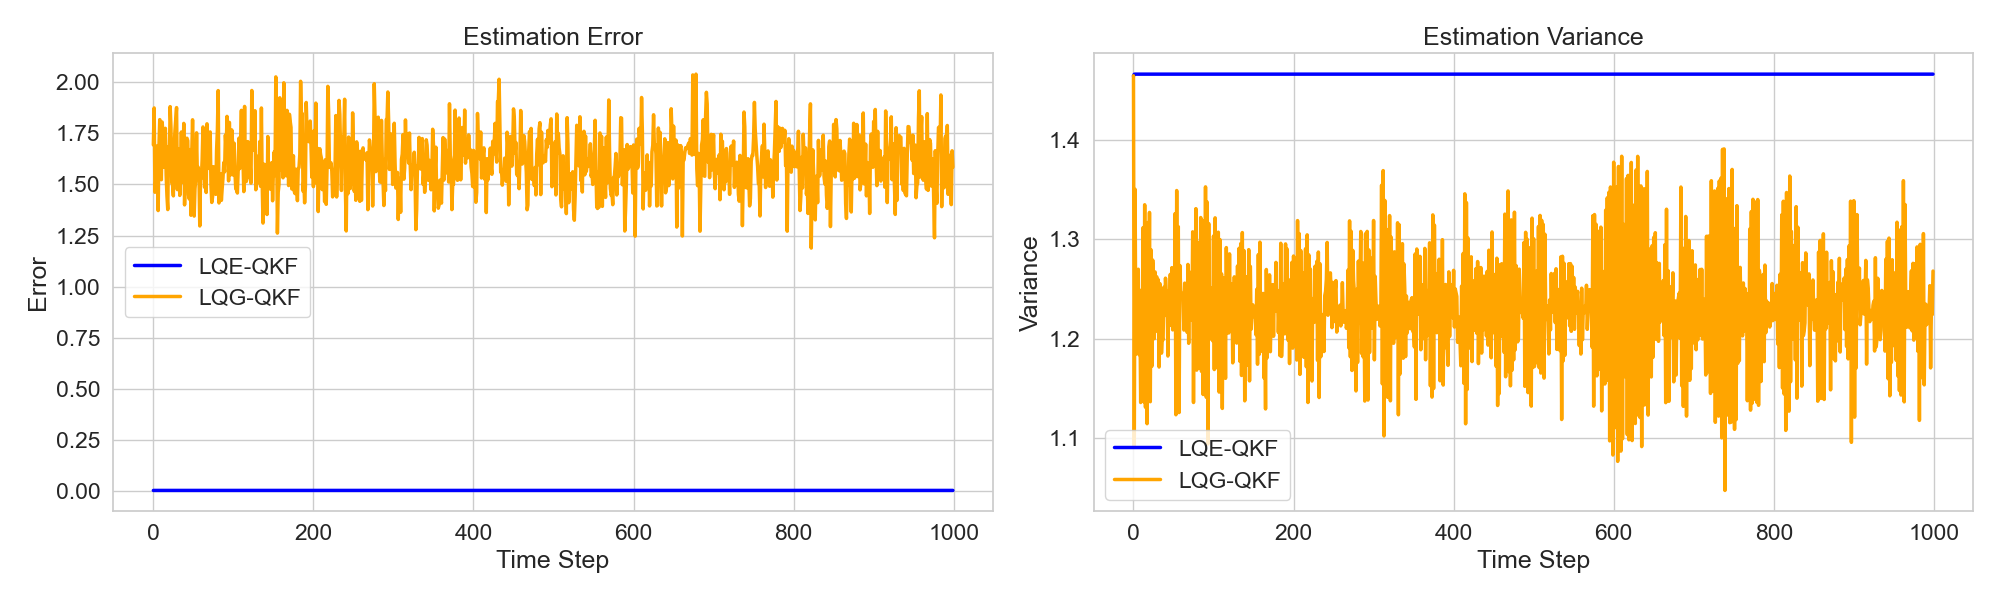 Estimation Error
Error
2.00
1.75
1.50
1.25
1.00
0.75
0.50
0.25
0.00
LQE-QKF
LQG-QKF
0 200 400 600 800 1000
Time Step
Estimation Variance
Variance
1.4
1.3
1.2
1.1
LQE-QKF
LQG-QKF
0 200 400 600 800 1000
Time Step